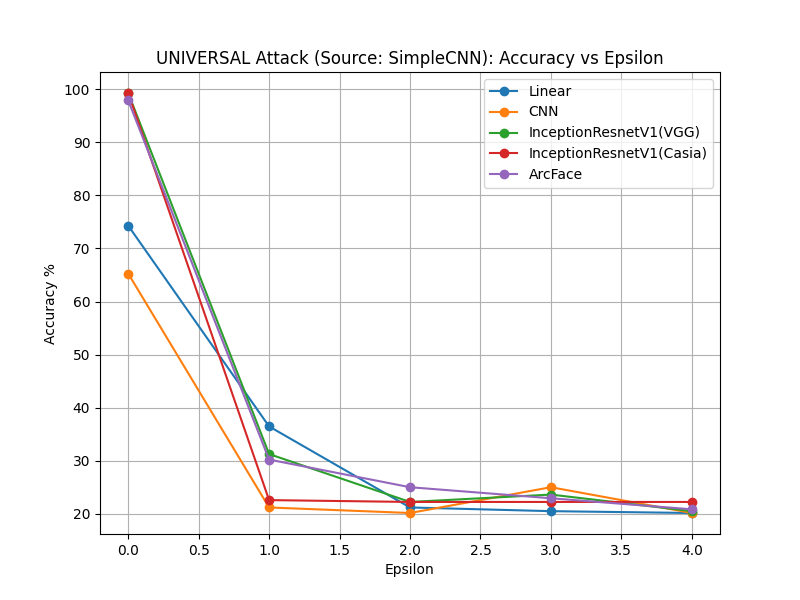 UNIVERSAL Attack (Source: SimpleCNN): Accuracy vs Epsilon
Linear
CNN
InceptionResnetV1(VGG)
InceptionResnetV1(Casia)
ArcFace
Accuracy %
100
90
80
70
60
50
40
30
20
0.0 0.5 1.0 1.5 2.0 2.5 3.0 3.5 4.0
Epsilon